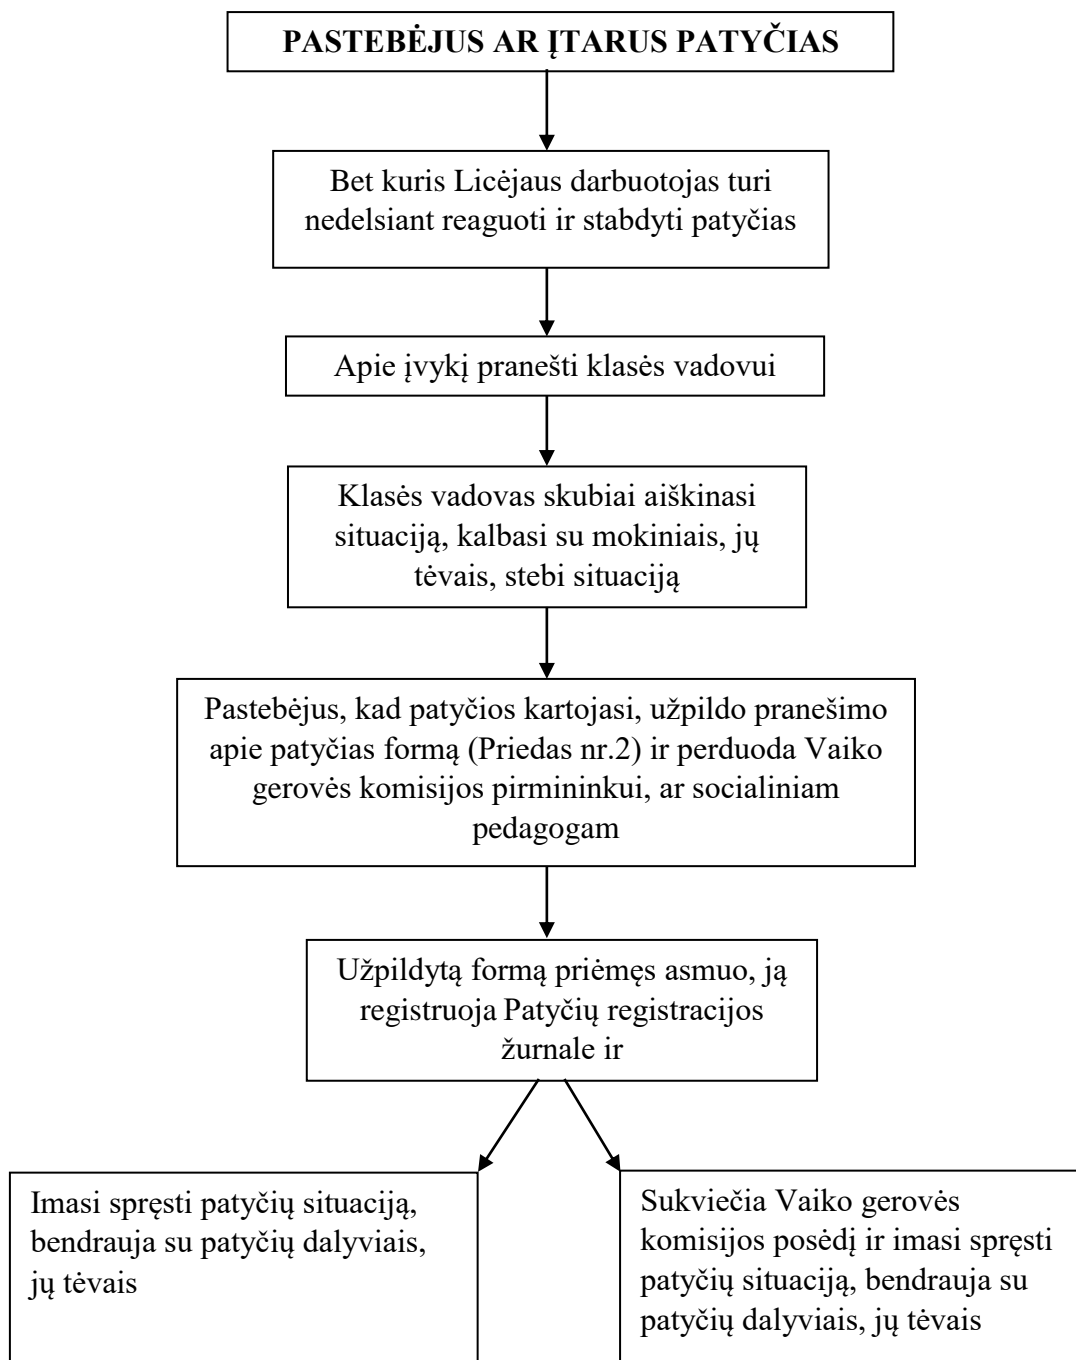 PASTEBĖJUS AR ĮTARUS PATYČIAS
Bet kuris Licėjaus darbuotojas turi
nedelsiant reaguoti ir stabdyti patyčias
Apie įvykį pranešti klasės vadovui
Klasės vadovas skubiai aiškinasi
situaciją, kalbasi su mokiniais, jų
tėvais, stebi situaciją
Pastebėjus, kad patyčios kartojasi, užpildo pranešimo
apie patyčias formą (Priedas nr.2) ir perduoda Vaiko
gerovės komisijos pirmininkui, ar socialiniam
pedagogam
Užpildytą formą priėmęs asmuo, ją
registruoja Patyčių registracijos
žurnale ir
Imasi spręsti patyčių situaciją,
bendrauja su patyčių dalyviais,
jų tėvais
Sukviečia Vaiko gerovės
komisijos posėdį ir imasi spręsti
patyčių situaciją, bendrauja su
patyčių dalyviais, jų tėvais